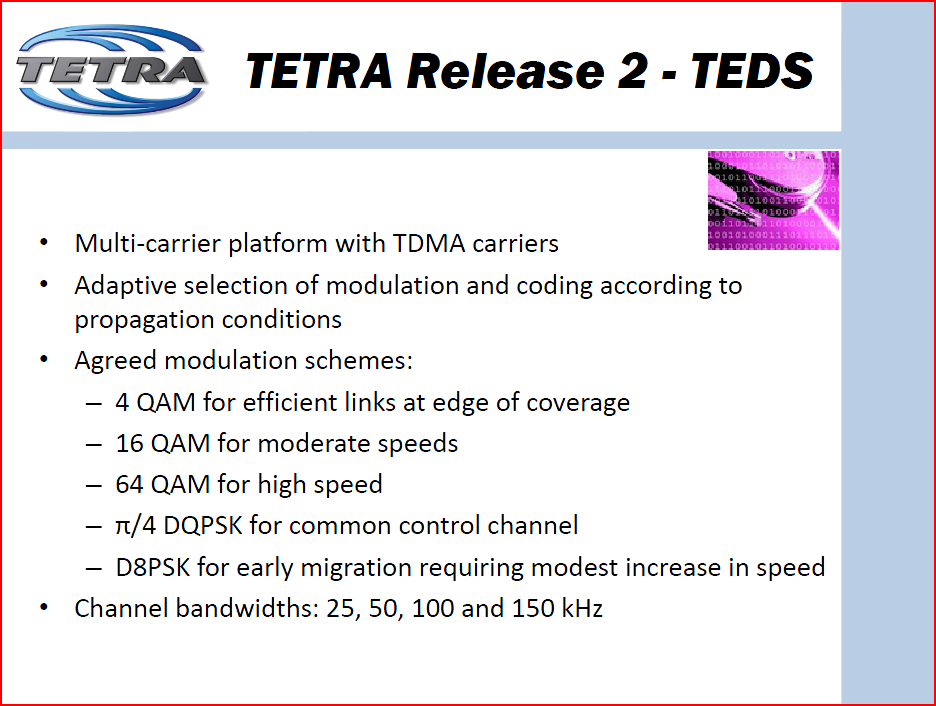 TETRA
TETRA Release 2 - TEDS
• Multi-carrier platform with TDMA carriers
• Adaptive selection of modulation and coding according to
propagation conditions
• Agreed modulation schemes:
– 4 QAM for efficient links at edge of coverage
– 16 QAM for moderate speeds
– 64 QAM for high speed
– π/4 DQPSK for common control channel
– D8PSK for early migration requiring modest increase in speed
• Channel bandwidths: 25, 50, 100 and 150 kHz